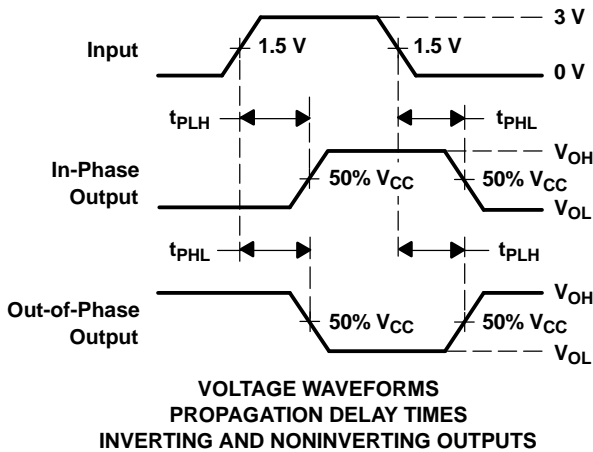 3 V
Input
1.5 V
1.5 V
0 V
tPLH
tPHL
In-Phase
Output
VOH
50% VCC
50% VCC
VOL
tPHL
tPLH
Out-of-Phase
Output
VOH
50% VCC
50% VCC
VOL
VOLTAGE WAVEFORMS
PROPAGATION DELAY TIMES
INVERTING AND NONINVERTING OUTPUTS